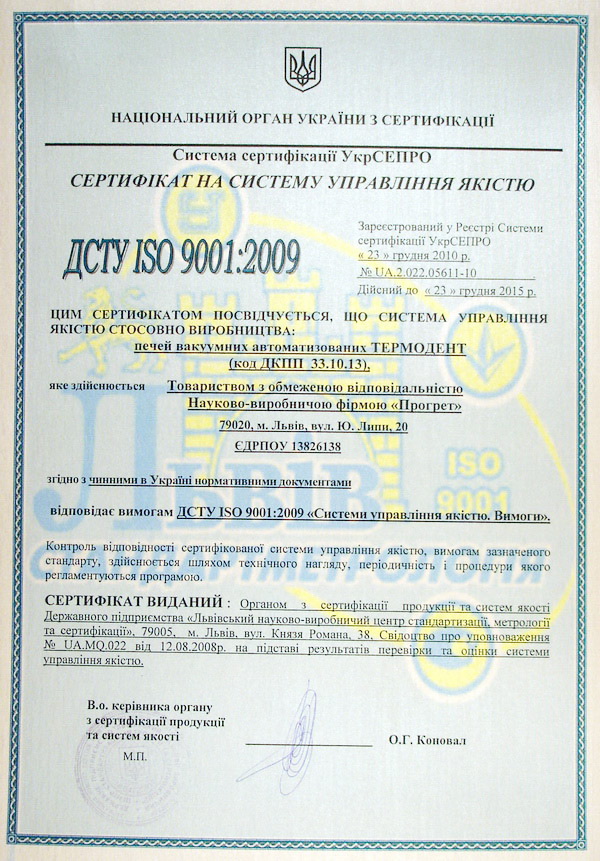 НАЦІОНАЛЬНИЙ ОРГАН УКРАЇНИ З СЕРТИФІКАЦІЇ
Система сертифікації УкрСЕПРО
СЕРТИФІКАТ НА СИСТЕМУ УПРАВЛІННЯ ЯКІСТЮ
ДСТУ ISO 9001:2009
Зареєстрований у Реєстрі Системи
сертифікації УкрСЕПРО
« 23 » грудня 2010 р.
№ UA.2.022.05611-10
Дійсний до « 23 » грудня 2015 р.
ЦИМ СЕРТИФІКАТОМ ПОСВІДЧУЄТЬСЯ, ЩО СИСТЕМА УПРАВЛІННЯ
ЯКІСТЮ СТОСОВНО ВИРОБНИЦТВА:
печей вакуумних автоматизованих ТЕРМОДЕНТ
(код ДКПП 33.10.13),
яке здійснюється Товариством з обмеженою відповідальністю
Науково-виробничою фірмою «Прогрет»
79020, м. Львів, вул. Ю. Липи, 20
ЄДРПОУ 13826138
згідно з чинними в Україні нормативними документами
відповідає вимогам ДСТУ ISO 9001:2009 «Системи управління якістю. Вимоги».
Контроль відповідності сертифікованої системи управління якістю, вимогам зазначеного
стандарту, здійснюється шляхом технічного нагляду, періодичність і процедури якого
регламентуються програмою.
СЕРТИФІКАТ ВИДАНИЙ : Органом з сертифікації продукції та систем якості
Державного підприємства «Львівський науково-виробничий центр стандартизації, метрології
та сертифікації», 79005, м. Львів, вул. Князя Романа, 38, Свідоцтво про уповноваження
№ UA.MQ.022 від 12.08.2008р. на підставі результатів перевірки та оцінки системи
управління якістю.
В.о. керівника органу
з сертифікації продукції
та систем якості
О.Г. Коновал
М.П.
ISO
9001
Львів
СТАНДАРТМЕТРОЛОГІЯ